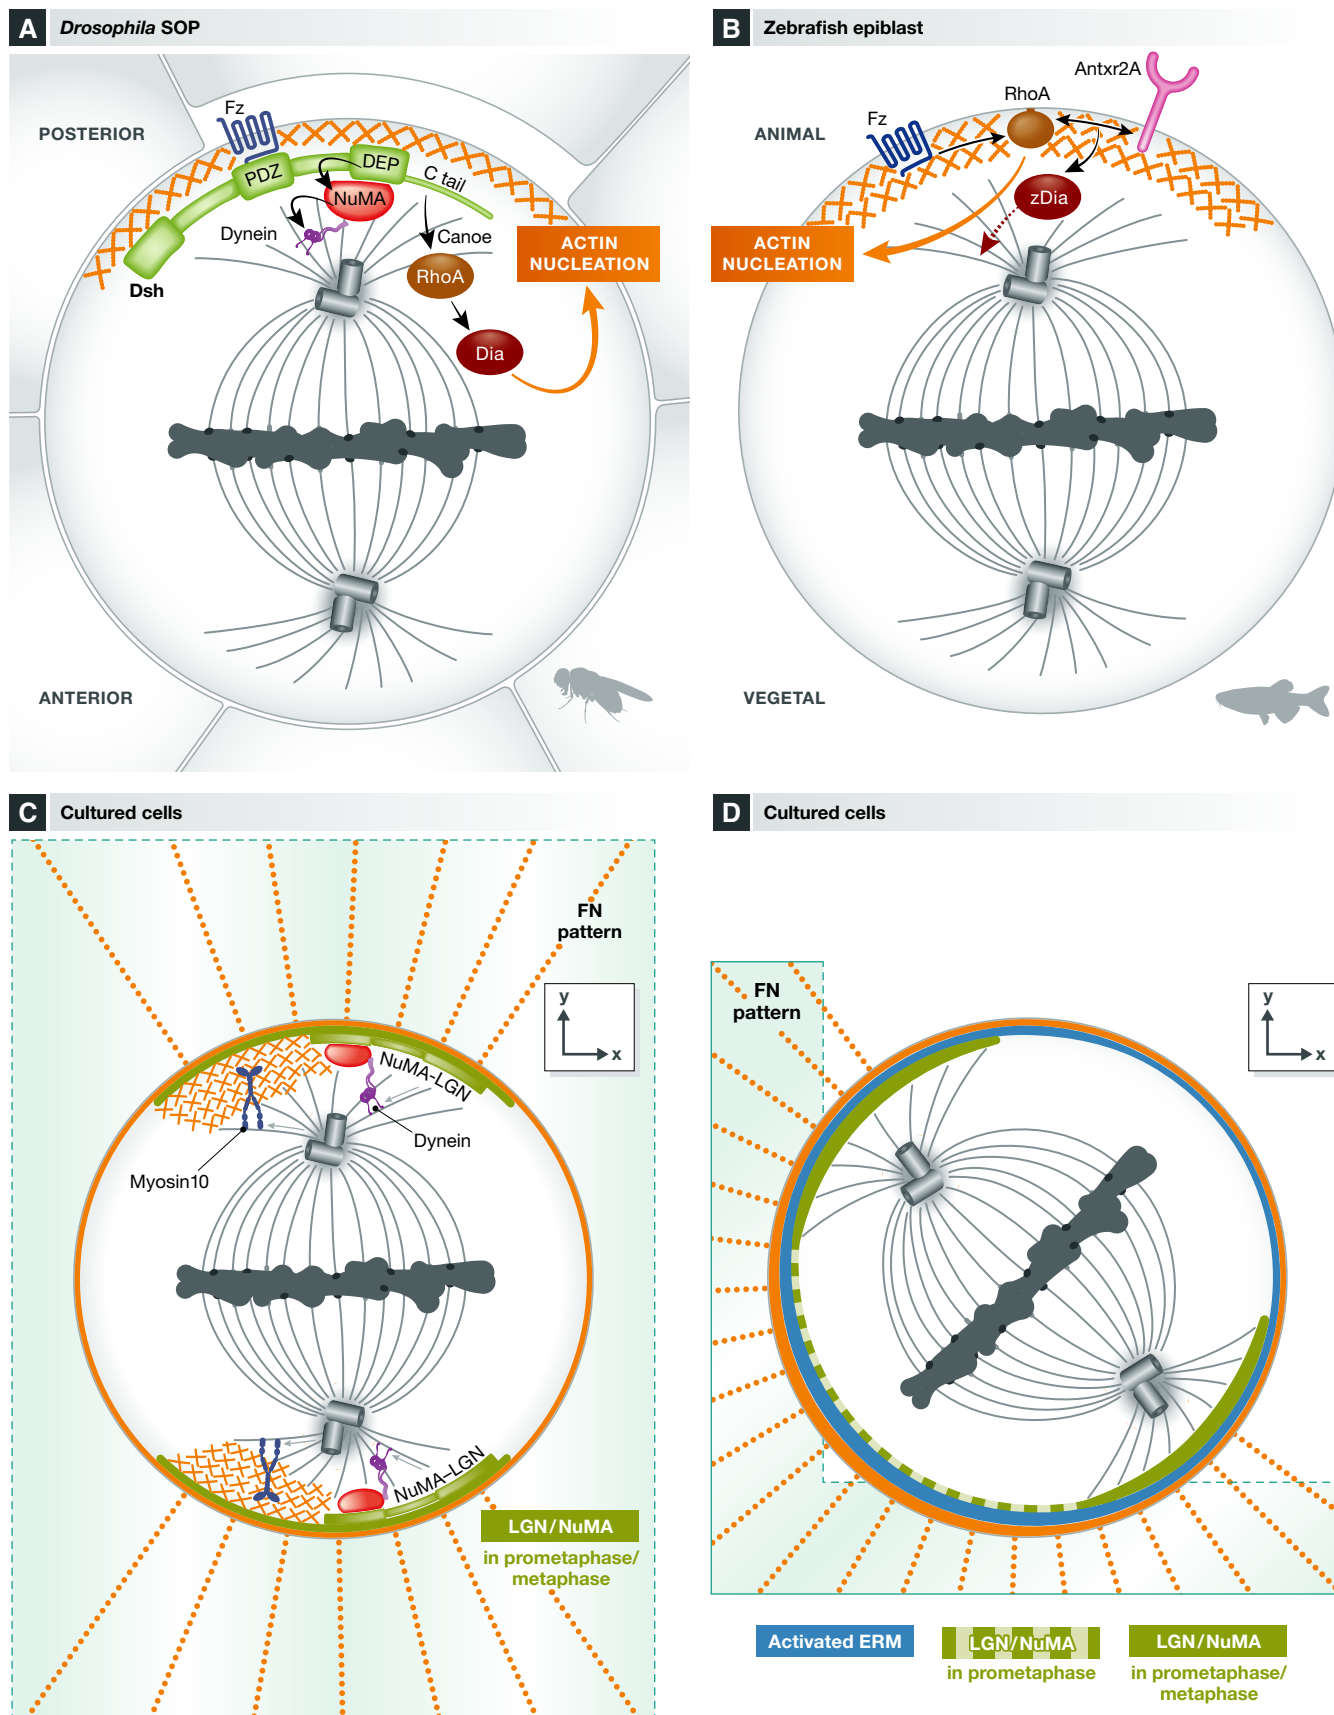 A Drosophila SOP
POSTERIOR
Fz
PDZ
DEP
C tail
NuMA
Dynein
Canoe
Dsh
RhoA
Dia
ACTIN
NUCLEATION
ANTERIOR
B Zebrafish epiblast
Antxr2A
RhoA
Fz
ANIMAL
zDia
ACTIN
NUCLEATION
VEGETAL
C Cultured cells
FN
pattern
y
x
NuMA–LGN
Dynein
Myosin10
NuMA–LGN
LGN/NuMA
in prometaphase/
metaphase
D Cultured cells
FN
pattern
y
x
Activated ERM
LGN/NuMA
in prometaphase
LGN/NuMA
in prometaphase/
metaphase